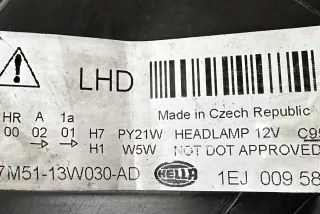 LHD
Made in Czech Republic
HR A 1a
00 02 01 H7 PY21W HEADLAMP 12V
H1 W5W NOT DOT APPROVED
7M51-13W030-AD HELLA 1EJ 009 58